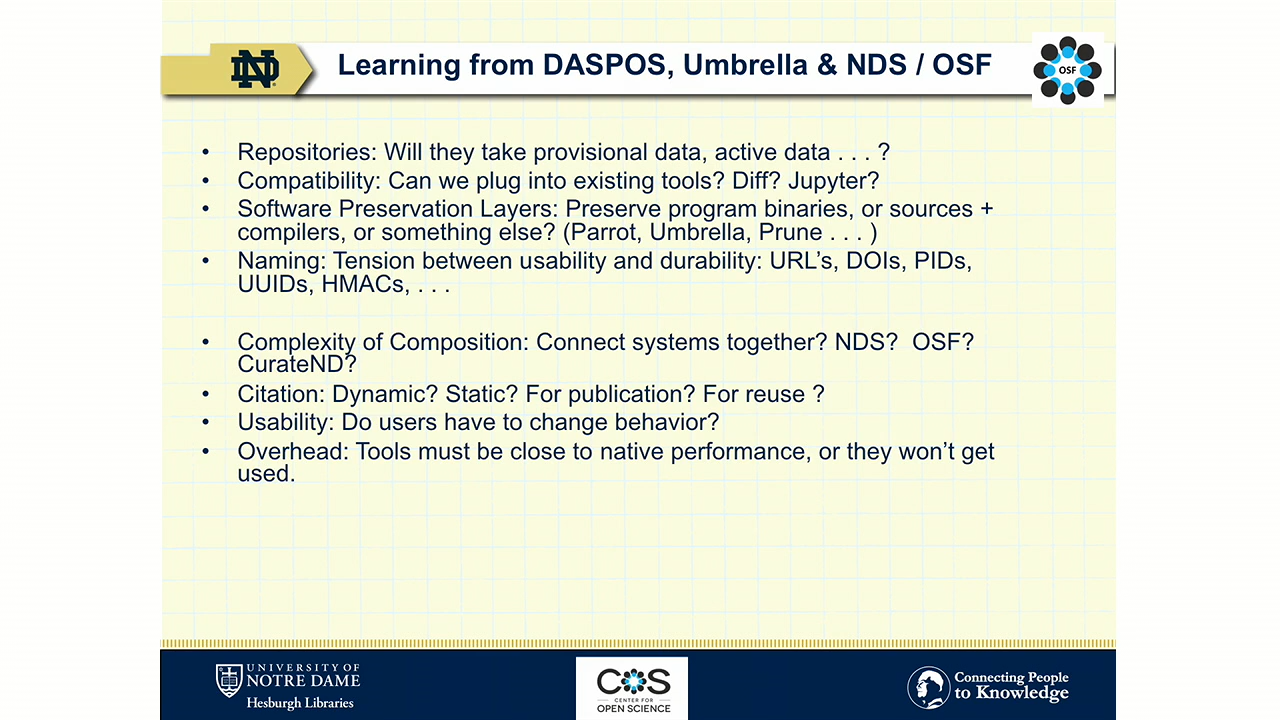 Learning from DASPOS, Umbrella & NDS / OSF
OSF
• Repositories: Will they take provisional data, active data . . . ?
• Compatibility: Can we plug into existing tools? Diff? Jupyter?
• Software Preservation Layers: Preserve program binaries, or sources +
compilers, or something else? (Parrot, Umbrella, Prune . . . )
• Naming: Tension between usability and durability: URL’s, DOIs, PIDs,
UUIDs, HMACs, . . .
• Complexity of Composition: Connect systems together? NDS?  OSF?
CurateND?
• Citation: Dynamic? Static? For publication? For reuse ?
• Usability: Do users have to change behavior?
• Overhead: Tools must be close to native performance, or they won’t get
used.
UNIVERSITY OF
NOTRE DAME
Hesburgh Libraries
COS
CENTER FOR
OPEN SCIENCE
Connecting People
to Knowledge